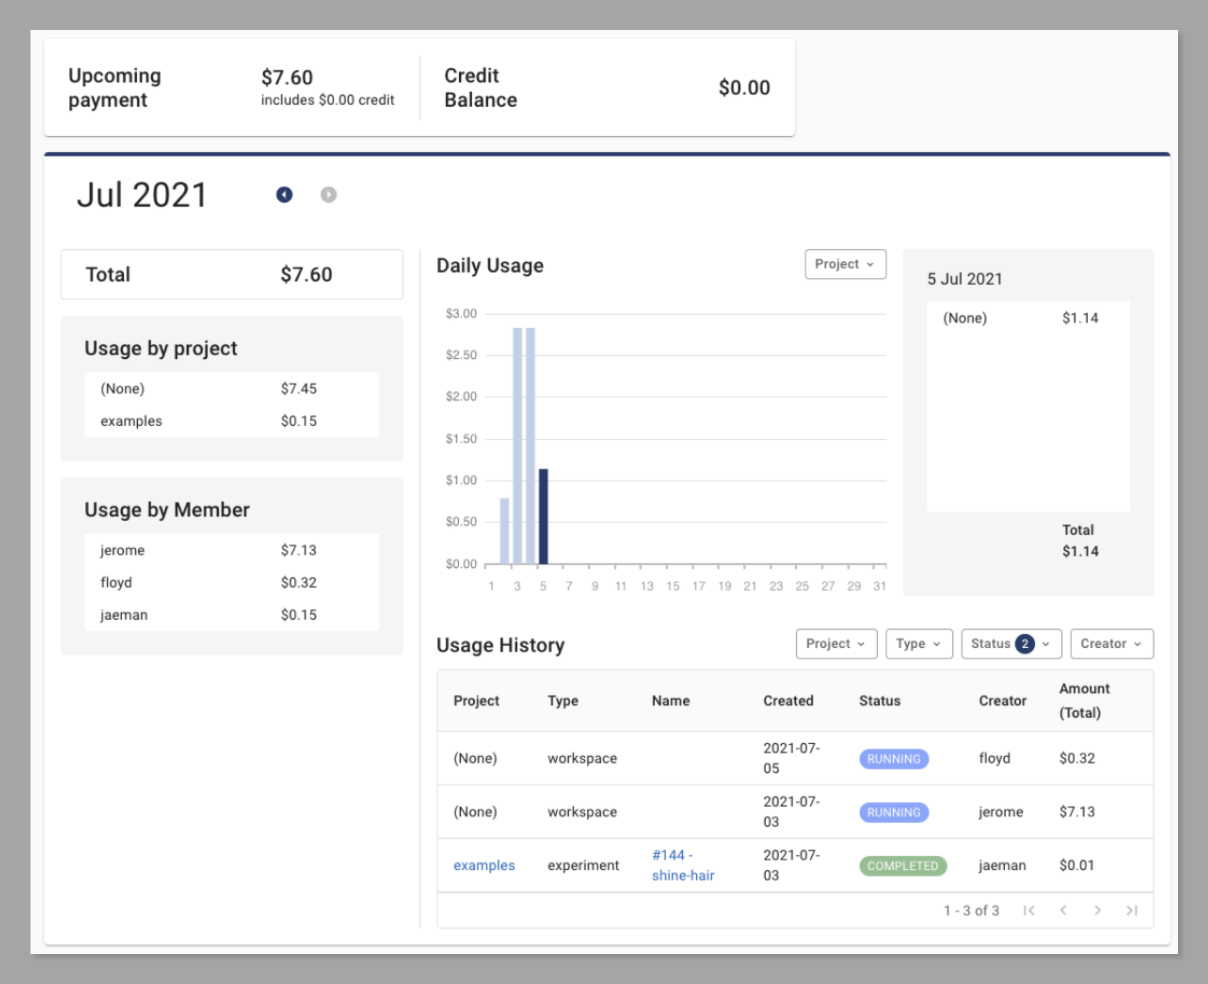 Upcoming payment
$7.60
includes $0.00 credit
Credit Balance
$0.00
Jul 2021
Total $7.60
Usage by project
(None) $7.45
examples $0.15
Usage by Member
jerome $7.13
floyd $0.32
jaeman $0.15
Daily Usage
Project
$3.00
$2.50
$2.00
$1.50
$1.00
$0.50
$0.00
1 3 5 7 9 11 13 15 17 19 21 23 25 27 29 31
5 Jul 2021
(None) $1.14
Total
$1.14
Usage History
Project Type Status 2 Creator
Project Type Name Created Status Creator Amount (Total)
(None) workspace 2021-07-05 RUNNING floyd $0.32
(None) workspace 2021-07-03 RUNNING jerome $7.13
examples experiment #144 - shine-hair 2021-07-03 COMPLETED jaeman $0.01
1 - 3 of 3